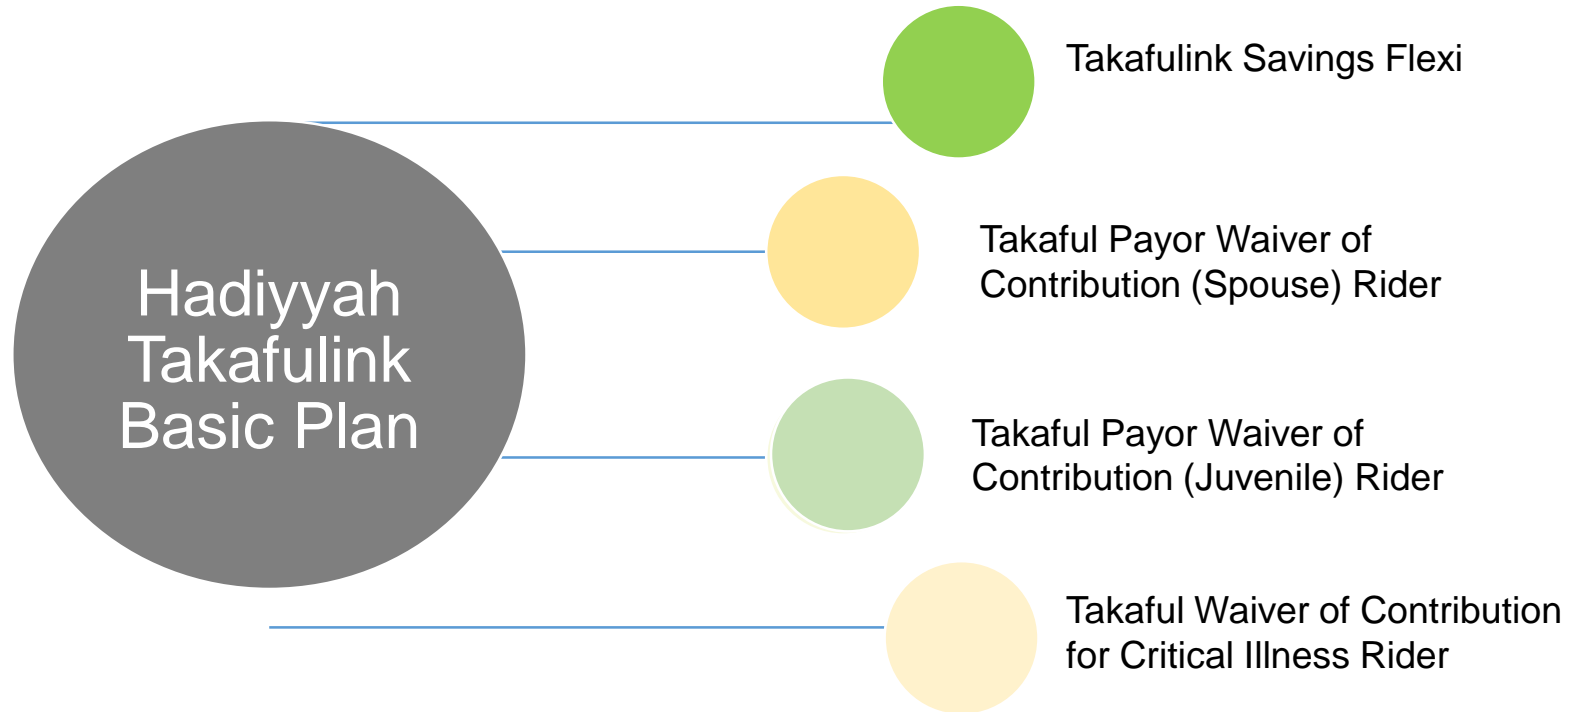 Hadiyyah
Takafulink
Basic Plan
Takafulink Savings Flexi
Takaful Payor Waiver of
Contribution (Spouse) Rider
Takaful Payor Waiver of
Contribution (Juvenile) Rider
Takaful Waiver of Contribution
for Critical Illness Rider